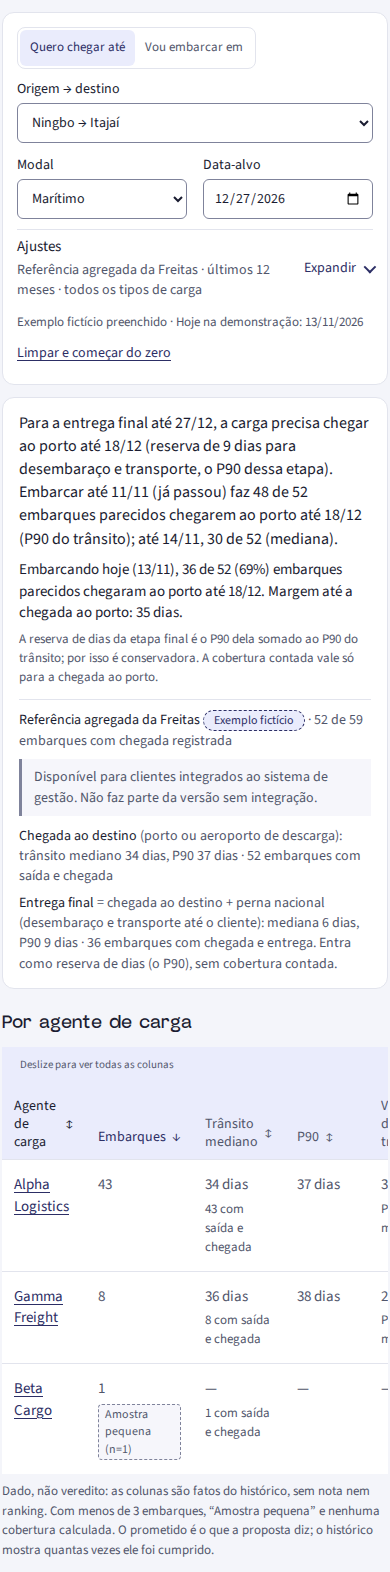 Quero chegar até Vou embarcar em
Origem → destino
Ningbo → Itajaí
Modal Data-alvo
Marítimo 12/27/2026
Ajustes
Referência agregada da Freitas · últimos 12
meses · todos os tipos de carga
Expandir
Exemplo fictício preenchido · Hoje na demonstração: 13/11/2026
Limpar e começar do zero
Para a entrega final até 27/12, a carga precisa chegar
ao porto até 18/12 (reserva de 9 dias para
desembaraço e transporte, o P90 dessa etapa).
Embarcar até 11/11 (já passou) faz 48 de 52
embarques parecidos chegarem ao porto até 18/12
(P90 do trânsito); até 14/11, 30 de 52 (mediana).
Embarcando hoje (13/11), 36 de 52 (69%) embarques
parecidos chegaram ao porto até 18/12. Margem até a
chegada ao porto: 35 dias.
A reserva de dias da etapa final é o P90 dela somado ao P90 do
trânsito; por isso é conservadora. A cobertura contada vale só
para a chegada ao porto.
Referência agregada da Freitas Exemplo fictício · 52 de 59
embarques com chegada registrada
Disponível para clientes integrados ao sistema de
gestão. Não faz parte da versão sem integração.
Chegada ao destino (porto ou aeroporto de descarga):
trânsito mediano 34 dias, P90 37 dias · 52 embarques com
saída e chegada
Entrega final = chegada ao destino + perna nacional
(desembaraço e transporte até o cliente): mediana 6 dias,
P90 9 dias · 36 embarques com chegada e entrega. Entra
como reserva de dias (o P90), sem cobertura contada.
Por agente de carga
Deslize para ver todas as colunas
Agente
de
carga ↕
Embarques ↓
Trânsito
mediano ↕
P90 ↕
Alpha
Logistics
43
34 dias
43 com
saída e
chegada
37 dias
Gamma
Freight
8
36 dias
8 com saída
e chegada
38 dias
Beta
Cargo
1
Amostra
pequena
(n=1)
—
1 com saída
e chegada
—
Dado, não veredito: as colunas são fatos do histórico, sem nota nem
ranking. Com menos de 3 embarques, “Amostra pequena” e nenhuma
cobertura calculada. O prometido é o que a proposta diz; o histórico
mostra quantas vezes ele foi cumprido.